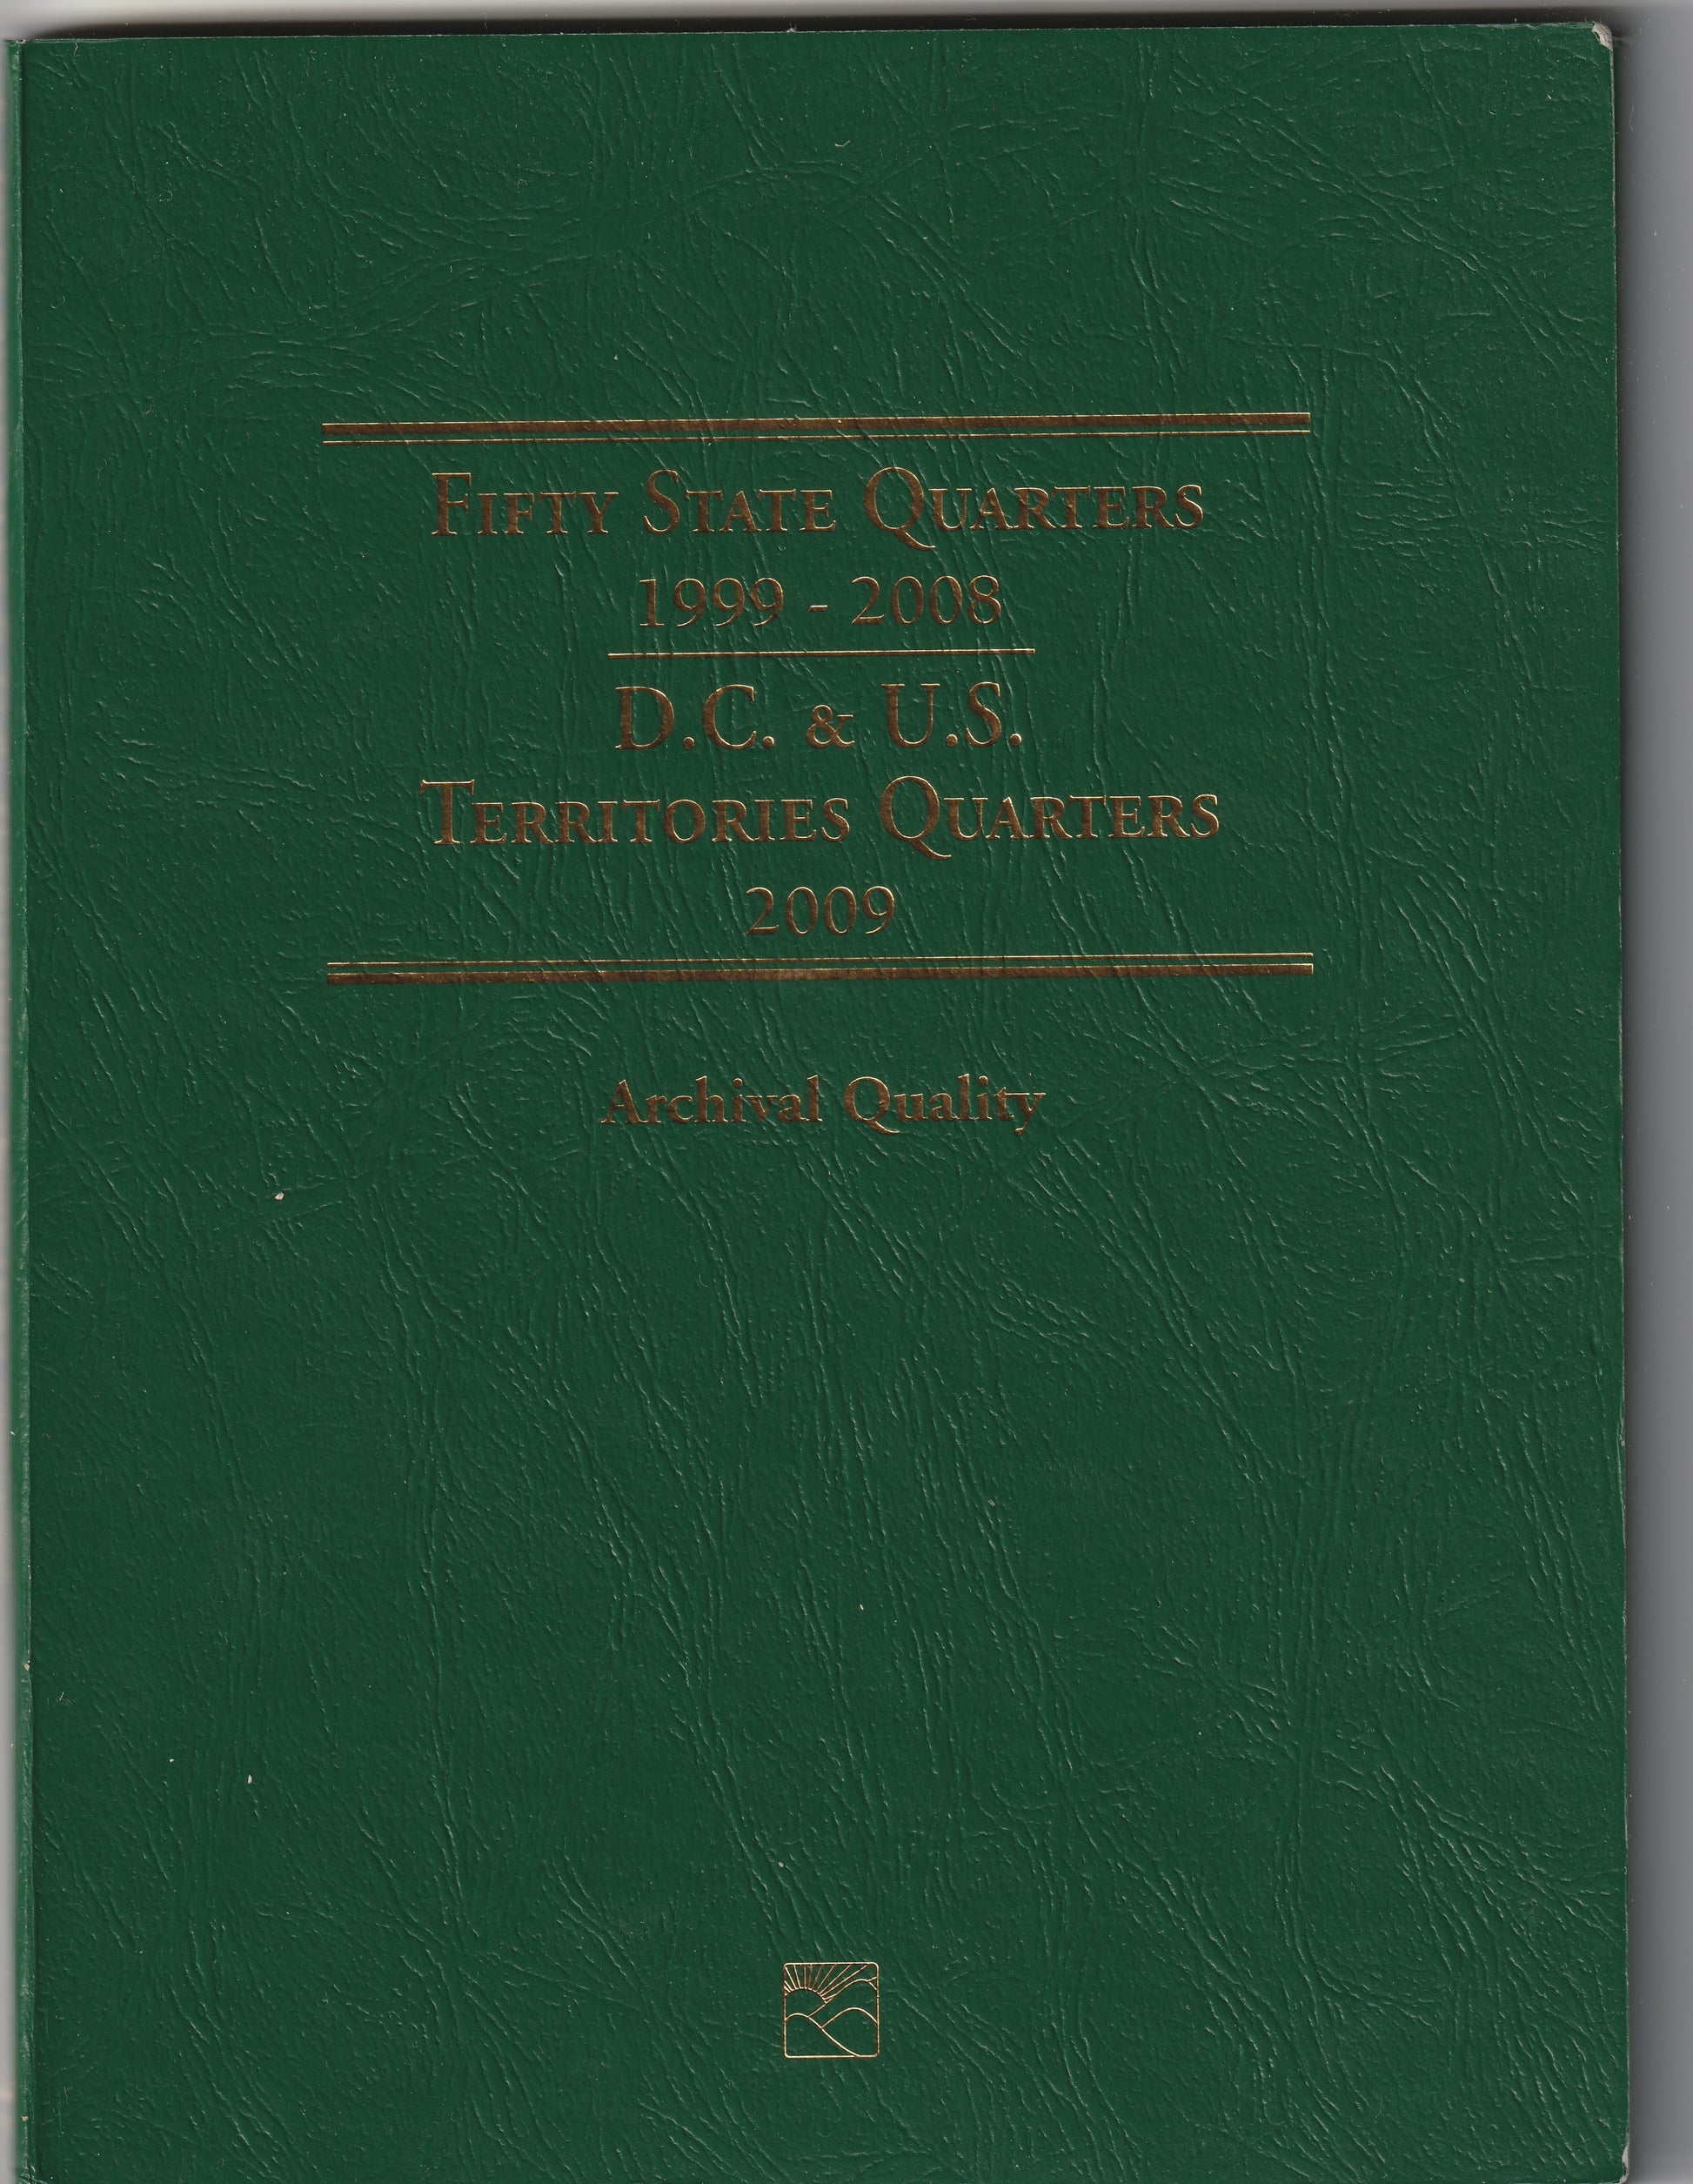 Fifty State Quarters
1999 - 2008
D.C. & U.S.
Territories Quarters
2009
Archival Quality